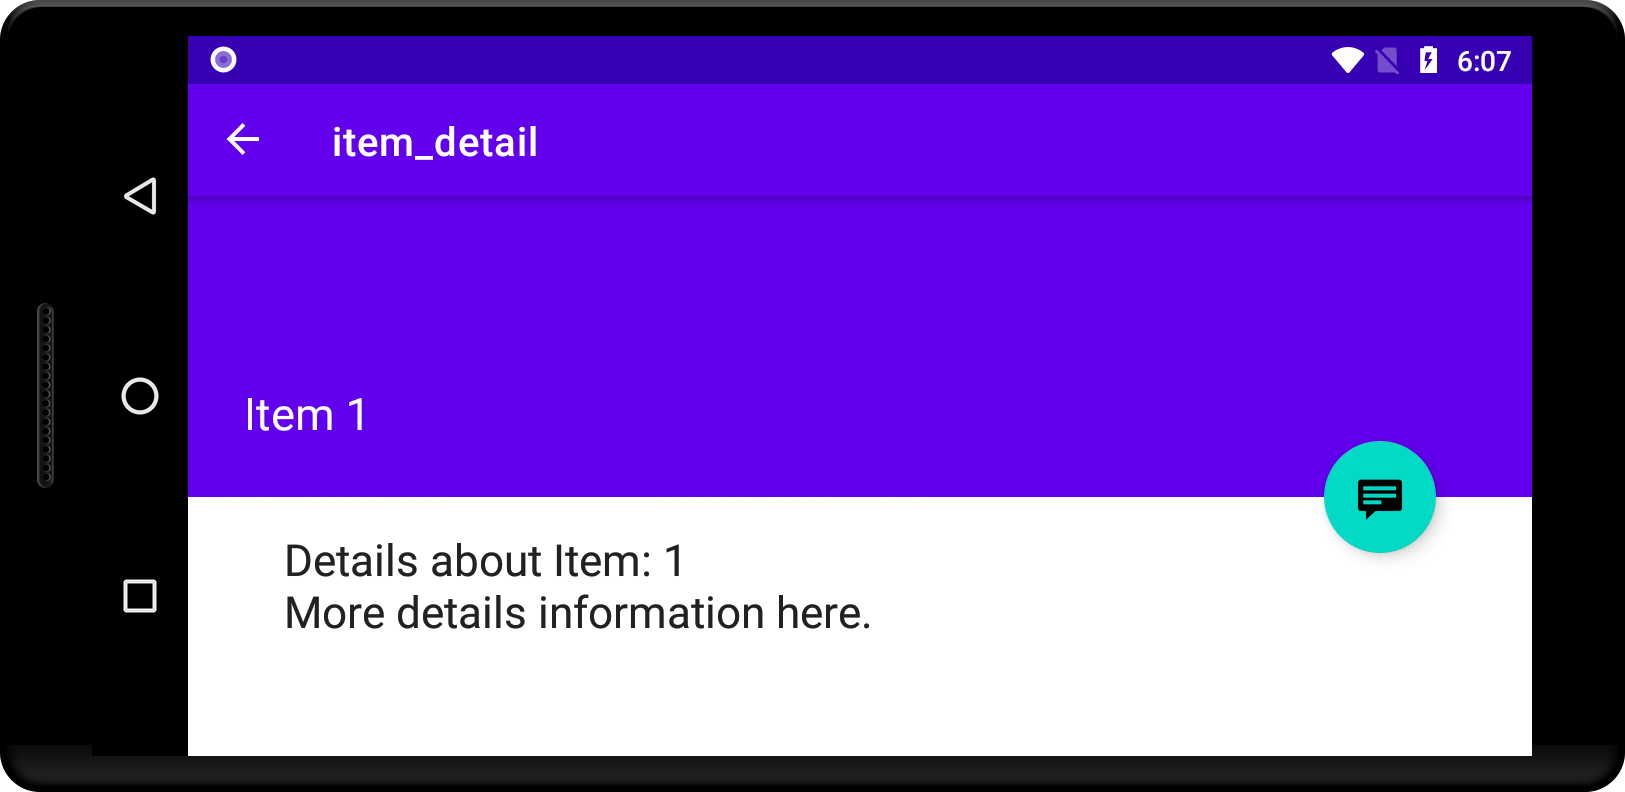 6:07
item_detail
Item 1
Details about Item: 1
More details information here.